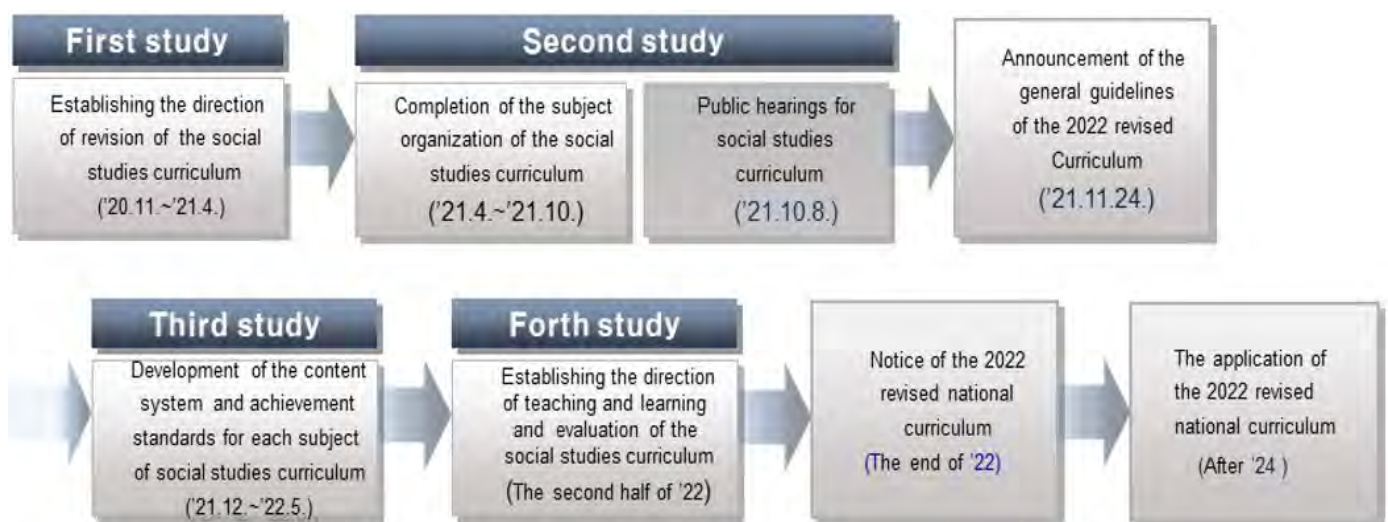 First study
Establishing the direction
of revision of the social
studies curriculum
('20.11.~'21.4.)
Second study
Completion of the subject
organization of the social
studies curriculum
('21.4.~'21.10.)
Public hearings for
social studies
curriculum
('21.10.8.)
Announcement of the
general guidelines
of the 2022 revised
Curriculum
('21.11.24.)
Third study
Development of the content
system and achievement
standards for each subject
of social studies curriculum
('21.12.~'22.5.)
Forth study
Establishing the direction
of teaching and learning
and evaluation of the
social studies curriculum
(The second half of '22)
Notice of the 2022
revised national
curriculum
(The end of '22)
The application of
the 2022 revised
national curriculum
(After '24 )